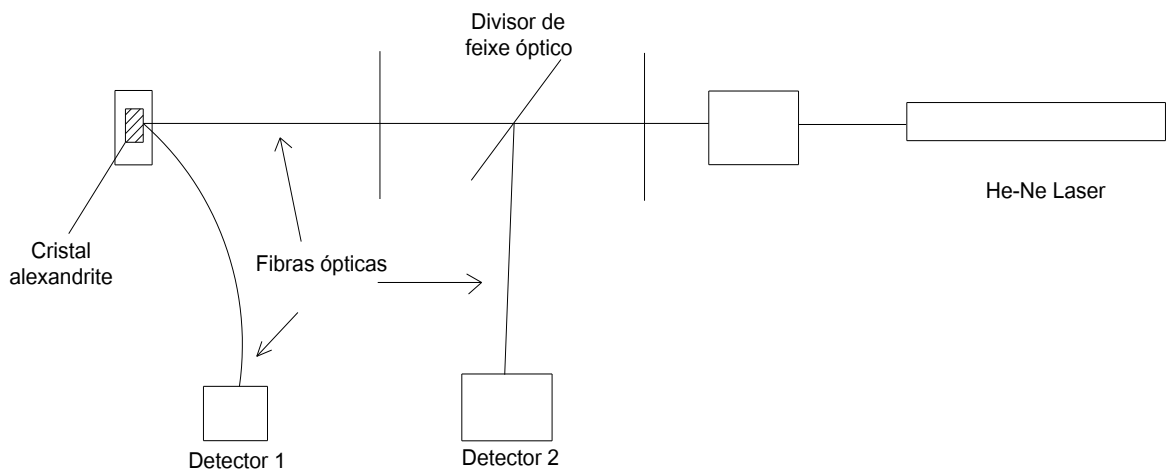 Divisor de
feixe óptico
He-Ne Laser
Cristal
alexandrite
Fibras ópticas
Detector 1
Detector 2